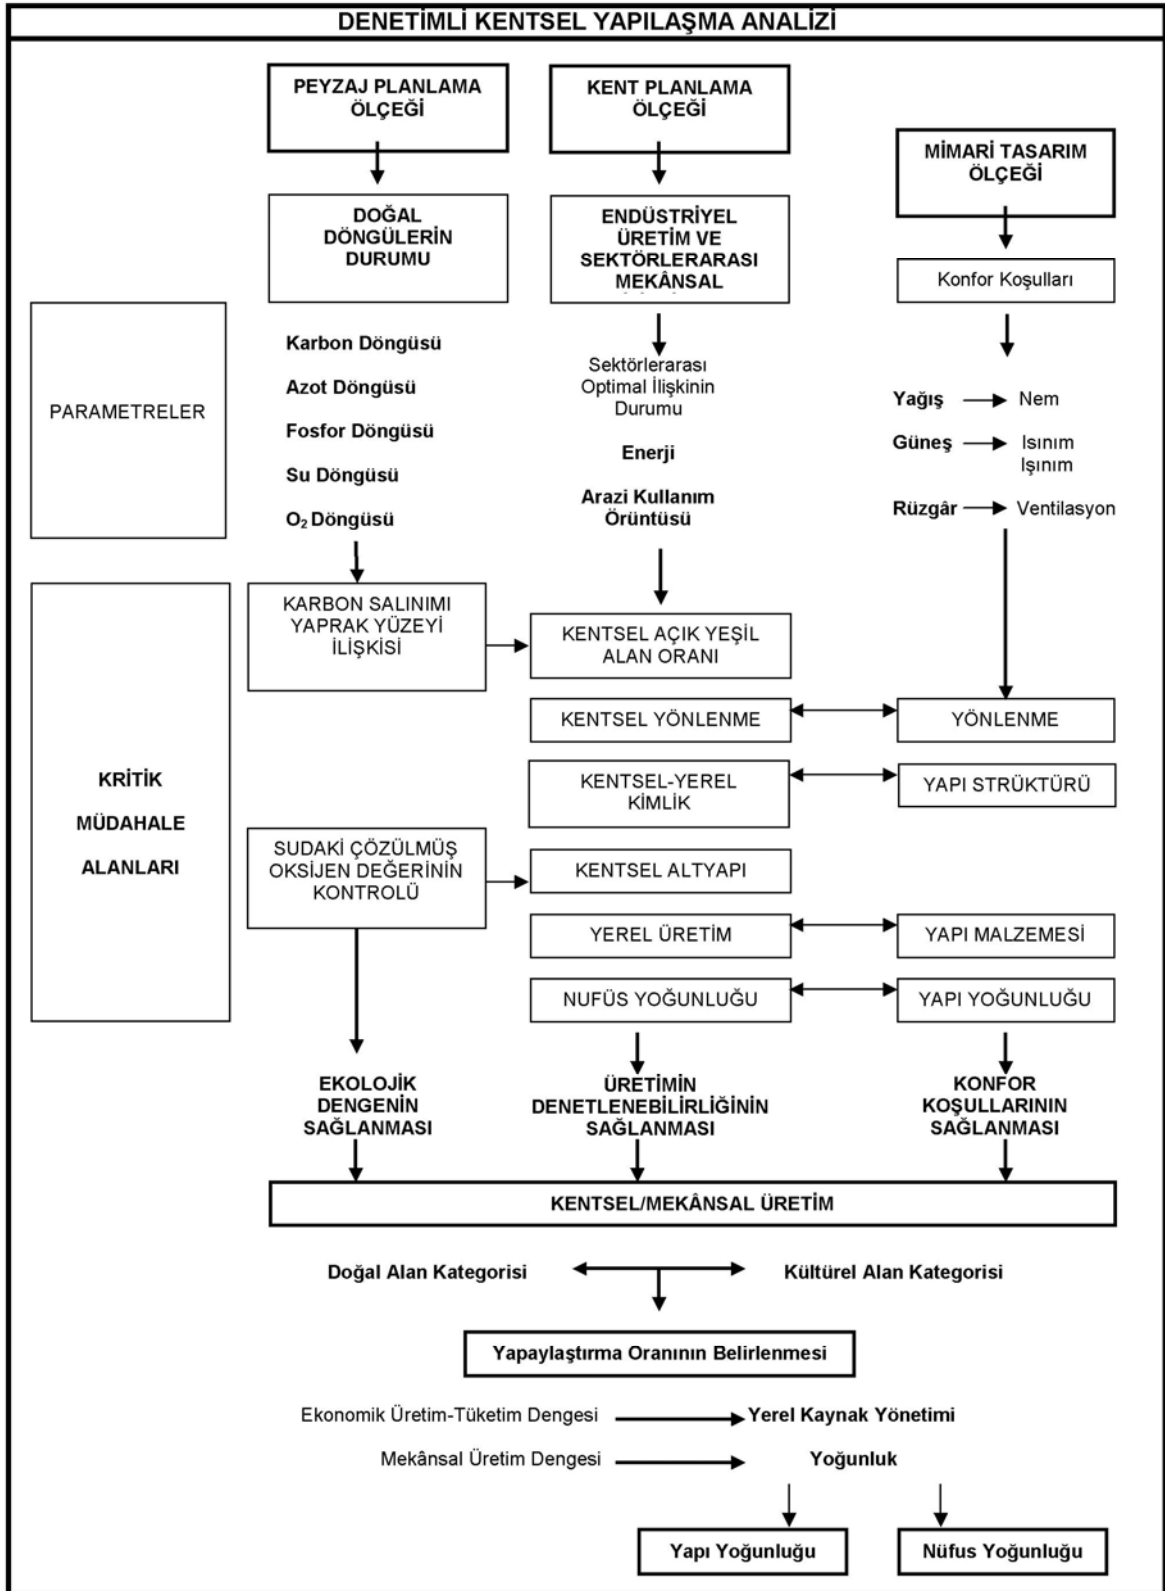 DENETİMLİ KENTSEL YAPILAŞMA ANALİZİ
PEYZAJ PLANLAMA
ÖLÇEĞİ
KENT PLANLAMA
ÖLÇEĞİ
MİMARİ TASARIM
ÖLÇEĞİ
DOĞAL
DÖNGÜLERİN
DURUMU
ENDÜSTRİYEL
ÜRETİM VE
SEKTÖRLERARASI
MEKÂNSAL
Konfor Koşulları
PARAMETRELER
Karbon Döngüsü
Azot Döngüsü
Fosfor Döngüsü
Su Döngüsü
O₂ Döngüsü
Sektörlerarası
Optimal İlişkinin
Durumu
Enerji
Arazi Kullanım
Örüntüsü
Yağış Nem
Güneş Isınım
Işınım
Rüzgâr Ventilasyon
KRİTİK
MÜDAHALE
ALANLARI
KARBON SALINIMI
YAPRAK YÜZEYİ
İLİŞKİSİ
KENTSEL AÇIK YEŞİL
ALAN ORANI
KENTSEL YÖNLENME
YÖNLENME
KENTSEL-YEREL
KİMLİK
YAPI STRÜKTÜRÜ
SUDAKİ ÇÖZÜLMÜŞ
OKSİJEN DEĞERİNİN
KONTROLÜ
KENTSEL ALTYAPI
YEREL ÜRETİM
YAPI MALZEMESİ
NUFÜS YOĞUNLUĞU
YAPI YOĞUNLUĞU
EKOLOJİK
DENGENİN
SAĞLANMASI
ÜRETİMİN
DENETLENEBİLİRLİĞİNİN
SAĞLANMASI
KONFOR
KOŞULLARININ
SAĞLANMASI
KENTSEL/MEKÂNSAL ÜRETİM
Doğal Alan Kategorisi
Kültürel Alan Kategorisi
Yapaylaştırma Oranının Belirlenmesi
Ekonomik Üretim-Tüketim Dengesi Yerel Kaynak Yönetimi
Mekânsal Üretim Dengesi Yoğunluk
Yapı Yoğunluğu
Nüfus Yoğunluğu